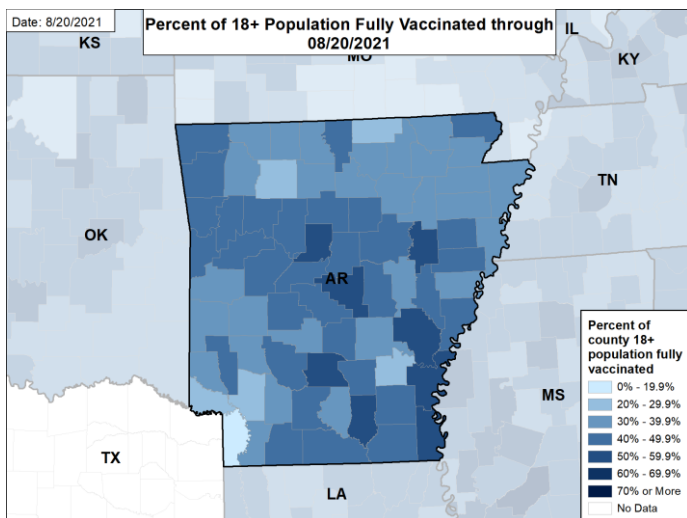 Date: 8/20/2021
Percent of 18+ Population Fully Vaccinated through
08/20/2021
KS
MO
IL
KY
TN
OK
AR
MS
TX
LA
Percent of
county 18+
population fully
vaccinated
0% - 19.9%
20% - 29.9%
30% - 39.9%
40% - 49.9%
50% - 59.9%
60% - 69.9%
70% or More
No Data